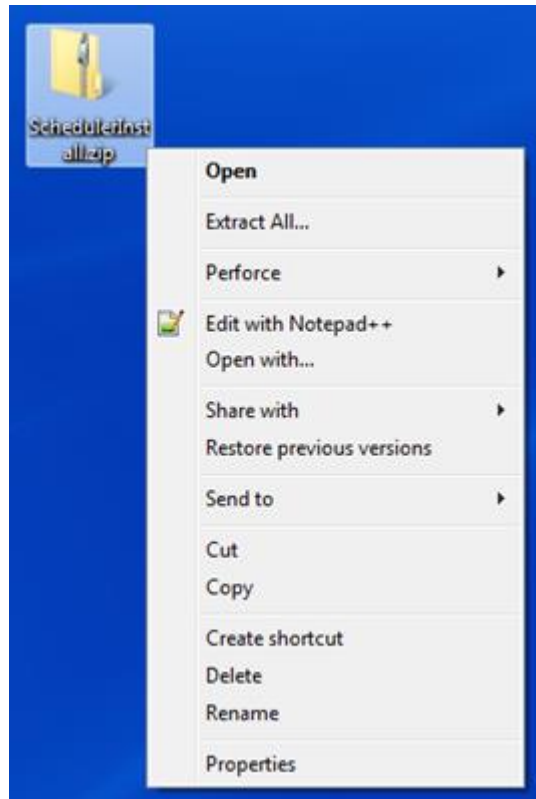 SchedulerInst
all.zip
Open
Extract All...
Perforce
Edit with Notepad++
Open with...
Share with
Restore previous versions
Send to
Cut
Copy
Create shortcut
Delete
Rename
Properties